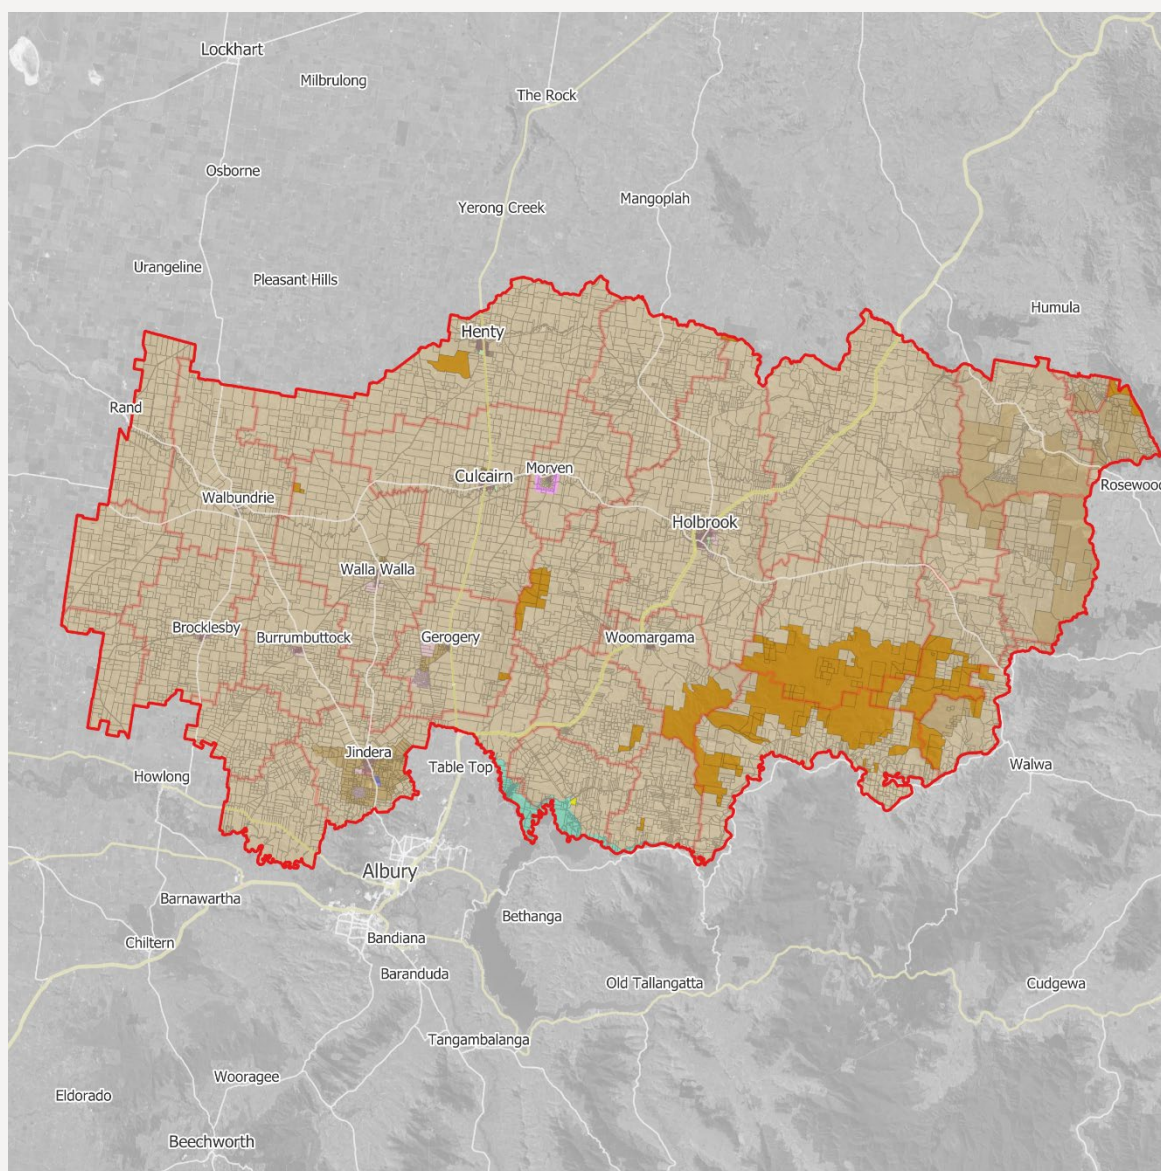 Lockhart
Milbrulong
The Rock
Osborne
Mangoplah
Yerong Creek
Urangeline
Pleasant Hills
Humula
Henty
Rand
Culcairn
Morven
Rosewood
Walbundrie
Holbrook
Walla Walla
Brocklesby
Burrumbuttock
Gerogery
Woomargama
Jindera
Table Top
Howlong
Walwa
Albury
Barnawartha
Bethanga
Chiltern
Bandiana
Baranduda
Old Tallangatta
Cudgewa
Tangambalanga
Wooragee
Eldorado
Beechworth